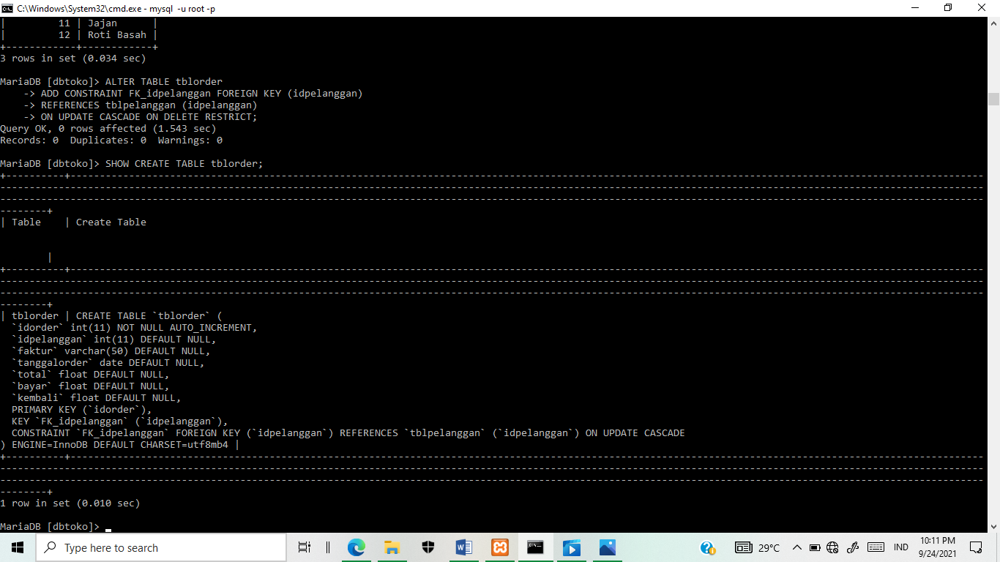 C:\Windows\System32\cmd.exe - mysql  -u root -p
|         11 | Jajan      |
|         12 | Roti Basah |
+------------+------------+
3 rows in set (0.034 sec)
MariaDB [dbtoko]> ALTER TABLE tblorder
    -> ADD CONSTRAINT FK_idpelanggan FOREIGN KEY (idpelanggan)
    -> REFERENCES tblpelanggan (idpelanggan)
    -> ON UPDATE CASCADE ON DELETE RESTRICT;
Query OK, 0 rows affected (1.543 sec)
Records: 0  Duplicates: 0  Warnings: 0
MariaDB [dbtoko]> SHOW CREATE TABLE tblorder;
| Table    | Create Table
|
| tblorder | CREATE TABLE `tblorder` (
  `idorder` int(11) NOT NULL AUTO_INCREMENT,
  `idpelanggan` int(11) DEFAULT NULL,
  `faktur` varchar(50) DEFAULT NULL,
  `tanggalorder` date DEFAULT NULL,
  `total` float DEFAULT NULL,
  `bayar` float DEFAULT NULL,
  `kembali` float DEFAULT NULL,
  PRIMARY KEY (`idorder`),
  KEY `FK_idpelanggan` (`idpelanggan`),
  CONSTRAINT `FK_idpelanggan` FOREIGN KEY (`idpelanggan`) REFERENCES `tblpelanggan` (`idpelanggan`) ON UPDATE CASCADE
) ENGINE=InnoDB DEFAULT CHARSET=utf8mb4 |
1 row in set (0.010 sec)
MariaDB [dbtoko]>
Type here to search
29°C
IND
10:11 PM
9/24/2021